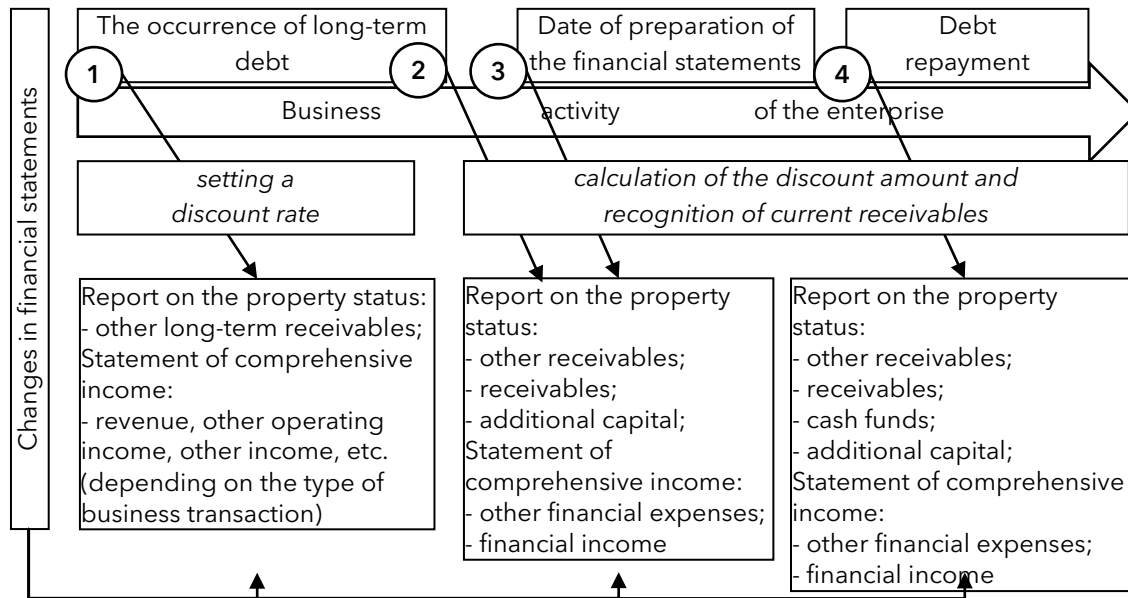 Changes in financial statements
The occurrence of long-term
debt
Date of preparation of
the financial statements
Debt
repayment
1
2
3
4
Business activity of the enterprise
setting a
discount rate
calculation of the discount amount and
recognition of current receivables
Report on the property status:
- other long-term receivables;
Statement of comprehensive
income:
- revenue, other operating
income, other income, etc.
(depending on the type of
business transaction)
Report on the property
status:
- other receivables;
- receivables;
- additional capital;
Statement of
comprehensive income:
- other financial expenses;
- financial income
Report on the property
status:
- other receivables;
- receivables;
- cash funds;
- additional capital;
Statement of comprehensive
income:
- other financial expenses;
- financial income